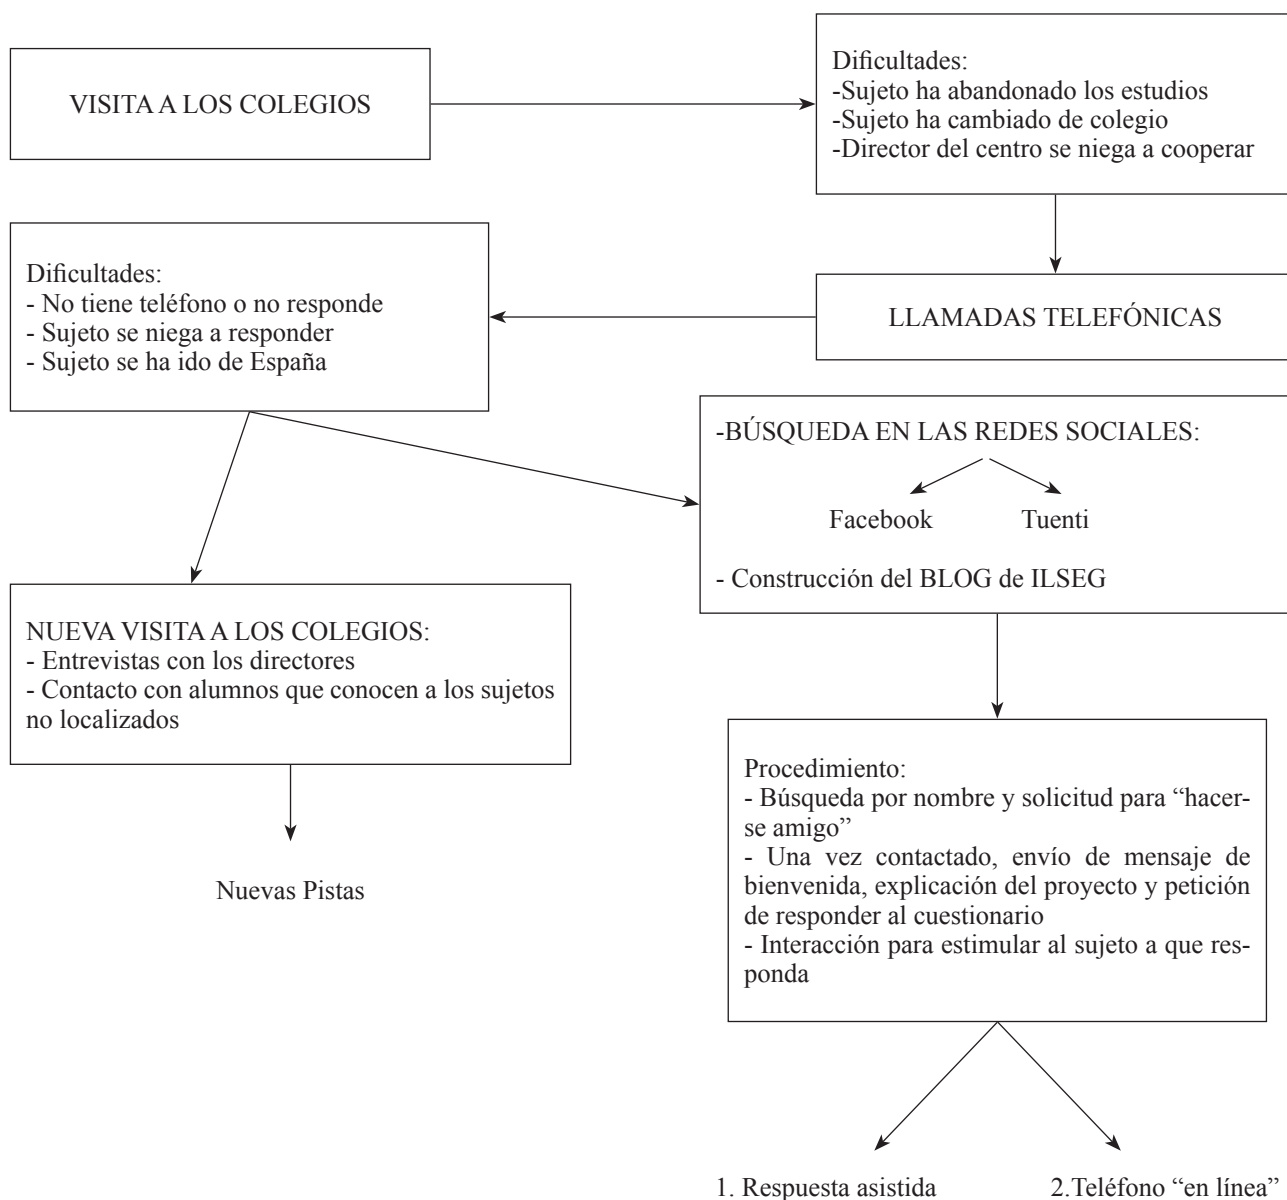 VISITA A LOS COLEGIOS
Dificultades:
-Sujeto ha abandonado los estudios
-Sujeto ha cambiado de colegio
-Director del centro se niega a cooperar
Dificultades:
- No tiene teléfono o no responde
- Sujeto se niega a responder
- Sujeto se ha ido de España
LLAMADAS TELEFÓNICAS
-BÚSQUEDA EN LAS REDES SOCIALES:
Facebook
Tuenti
- Construcción del BLOG de ILSEG
NUEVA VISITA A LOS COLEGIOS:
- Entrevistas con los directores
- Contacto con alumnos que conocen a los sujetos
no localizados
Nuevas Pistas
Procedimiento:
- Búsqueda por nombre y solicitud para “hacer-
se amigo”
- Una vez contactado, envío de mensaje de
bienvenida, explicación del proyecto y petición
de responder al cuestionario
- Interacción para estimular al sujeto a que res-
ponda
1. Respuesta asistida
2.Teléfono “en línea”